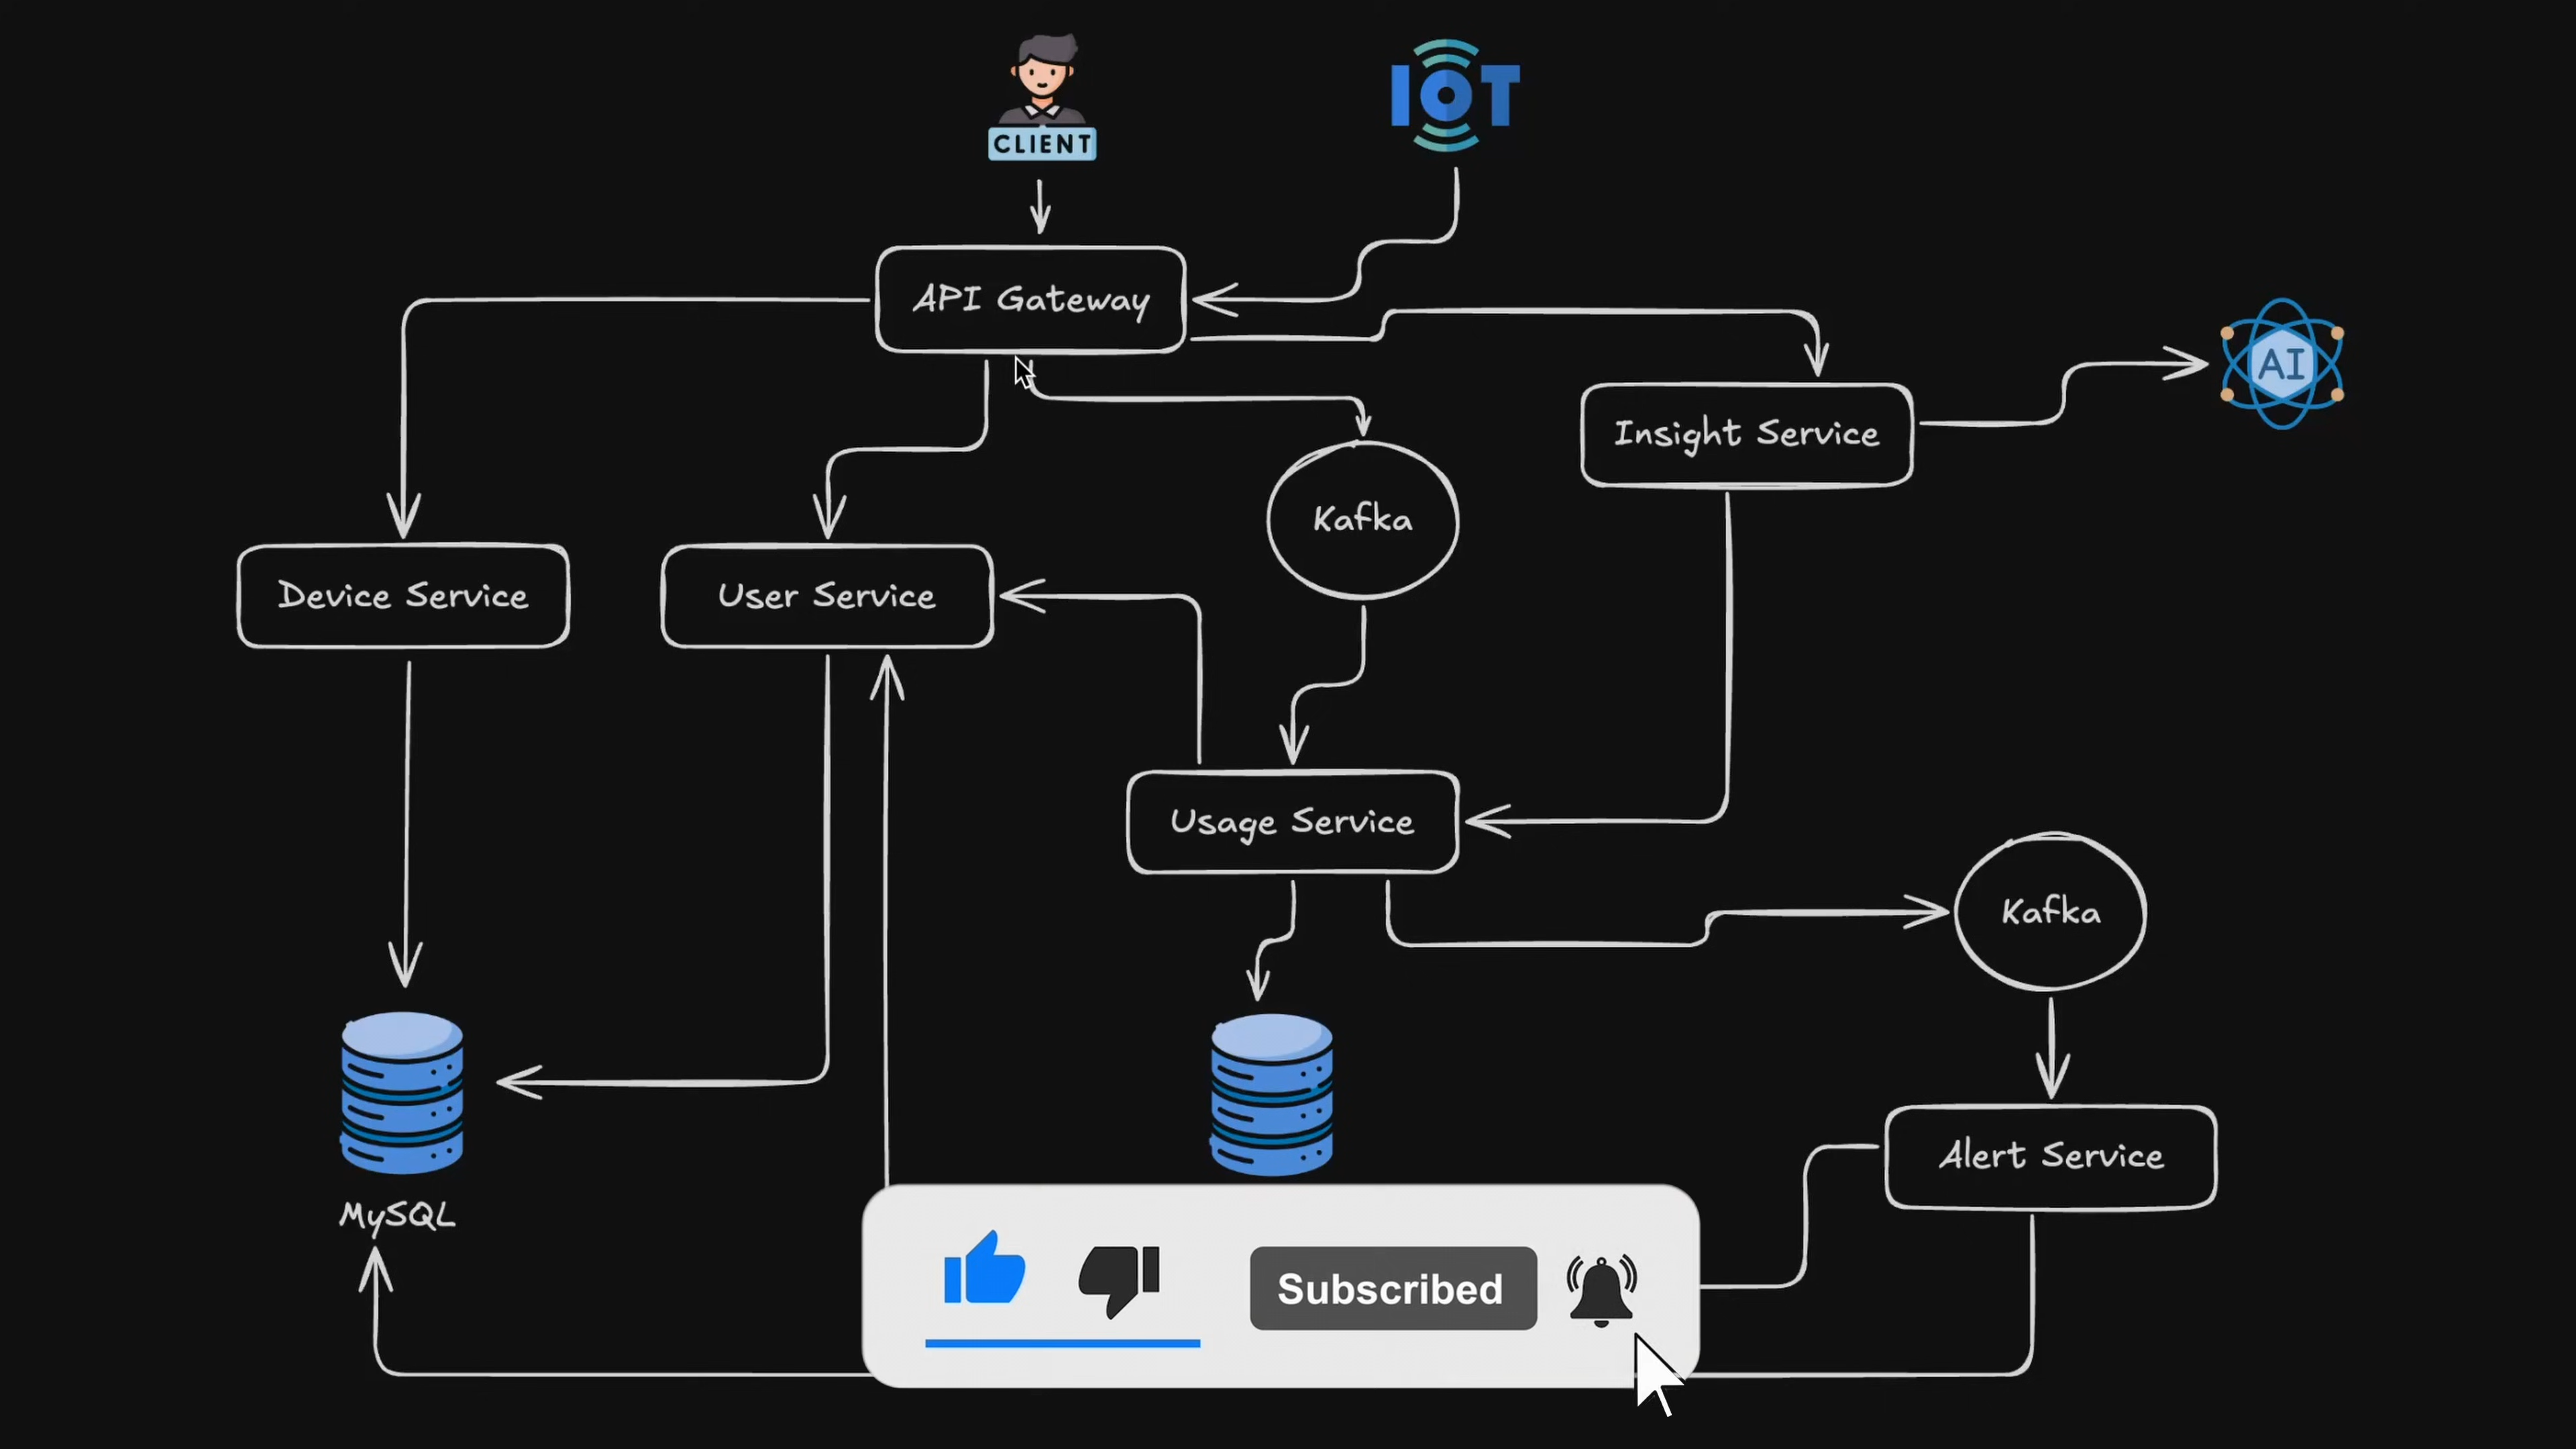 CLIENT
IOT
API Gateway
AI
Insight Service
Kafka
Device Service
User Service
Usage Service
Kafka
Alert Service
MySQL
Subscribed